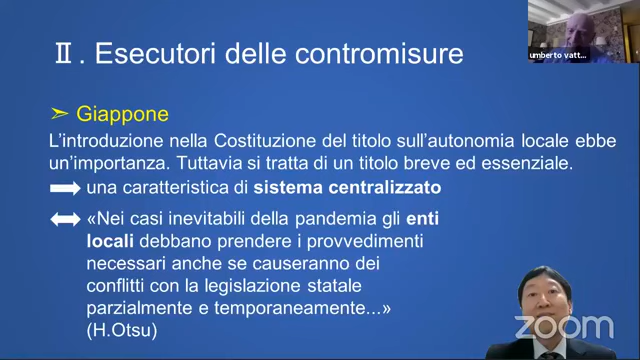 umberto vatt...
Ⅱ. Esecutori delle contromisure
➣ Giappone
L'introduzione nella Costituzione del titolo sull'autonomia locale ebbe
un'importanza. Tuttavia si tratta di un titolo breve ed essenziale.
una caratteristica di sistema centralizzato
«Nei casi inevitabili della pandemia gli enti
locali debbano prendere i provvedimenti
necessari anche se causeranno dei
conflitti con la legislazione statale
parzialmente e temporaneamente...»
(H.Otsu)
zoom